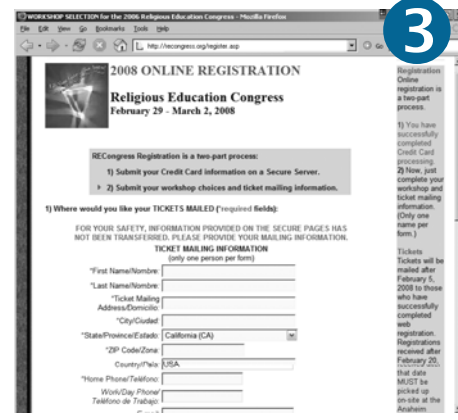 WORKSHOP SELECTION for the 2006 Religious Education Congress - Mozilla Firefox
3
File Edit View Go Bookmarks Tools Help
http://recongress.org/register.asp
Go
2008 ONLINE REGISTRATION
Religious Education Congress
February 29 - March 2, 2008
RECongress Registration is a two-part process:
1) Submit your Credit Card information on a Secure Server.
2) Submit your workshop choices and ticket mailing information.
1) Where would you like your TICKETS MAILED (*required fields):
FOR YOUR SAFETY, INFORMATION PROVIDED ON THE SECURE PAGES HAS
NOT BEEN TRANSFERRED. PLEASE PROVIDE YOUR MAILING INFORMATION.
TICKET MAILING INFORMATION
(only one person per form)
*First Name/Nombre:
*Last Name/Nombre:
*Ticket Mailing
Address/Domicilio:
*City/Ciudad:
*State/Province/Estado: California (CA)
*ZIP Code/Zona:
Country/País: USA
*Home Phone/Teléfono:
Work/Day Phone/
Teléfono de Trabajo:
Registration
Online
registration is
a two-part
process.
1) You have
successfully
completed
Credit Card
processing.
2) Now, just
complete your
workshop and
ticket mailing
information.
(Only one
name per
form.)
Tickets
Tickets will be
mailed after
February 5,
2008 to those
who have
successfully
completed
web
registration.
Registrations
received after
February 20,
that date
MUST be
picked up
on-site at the
Anaheim